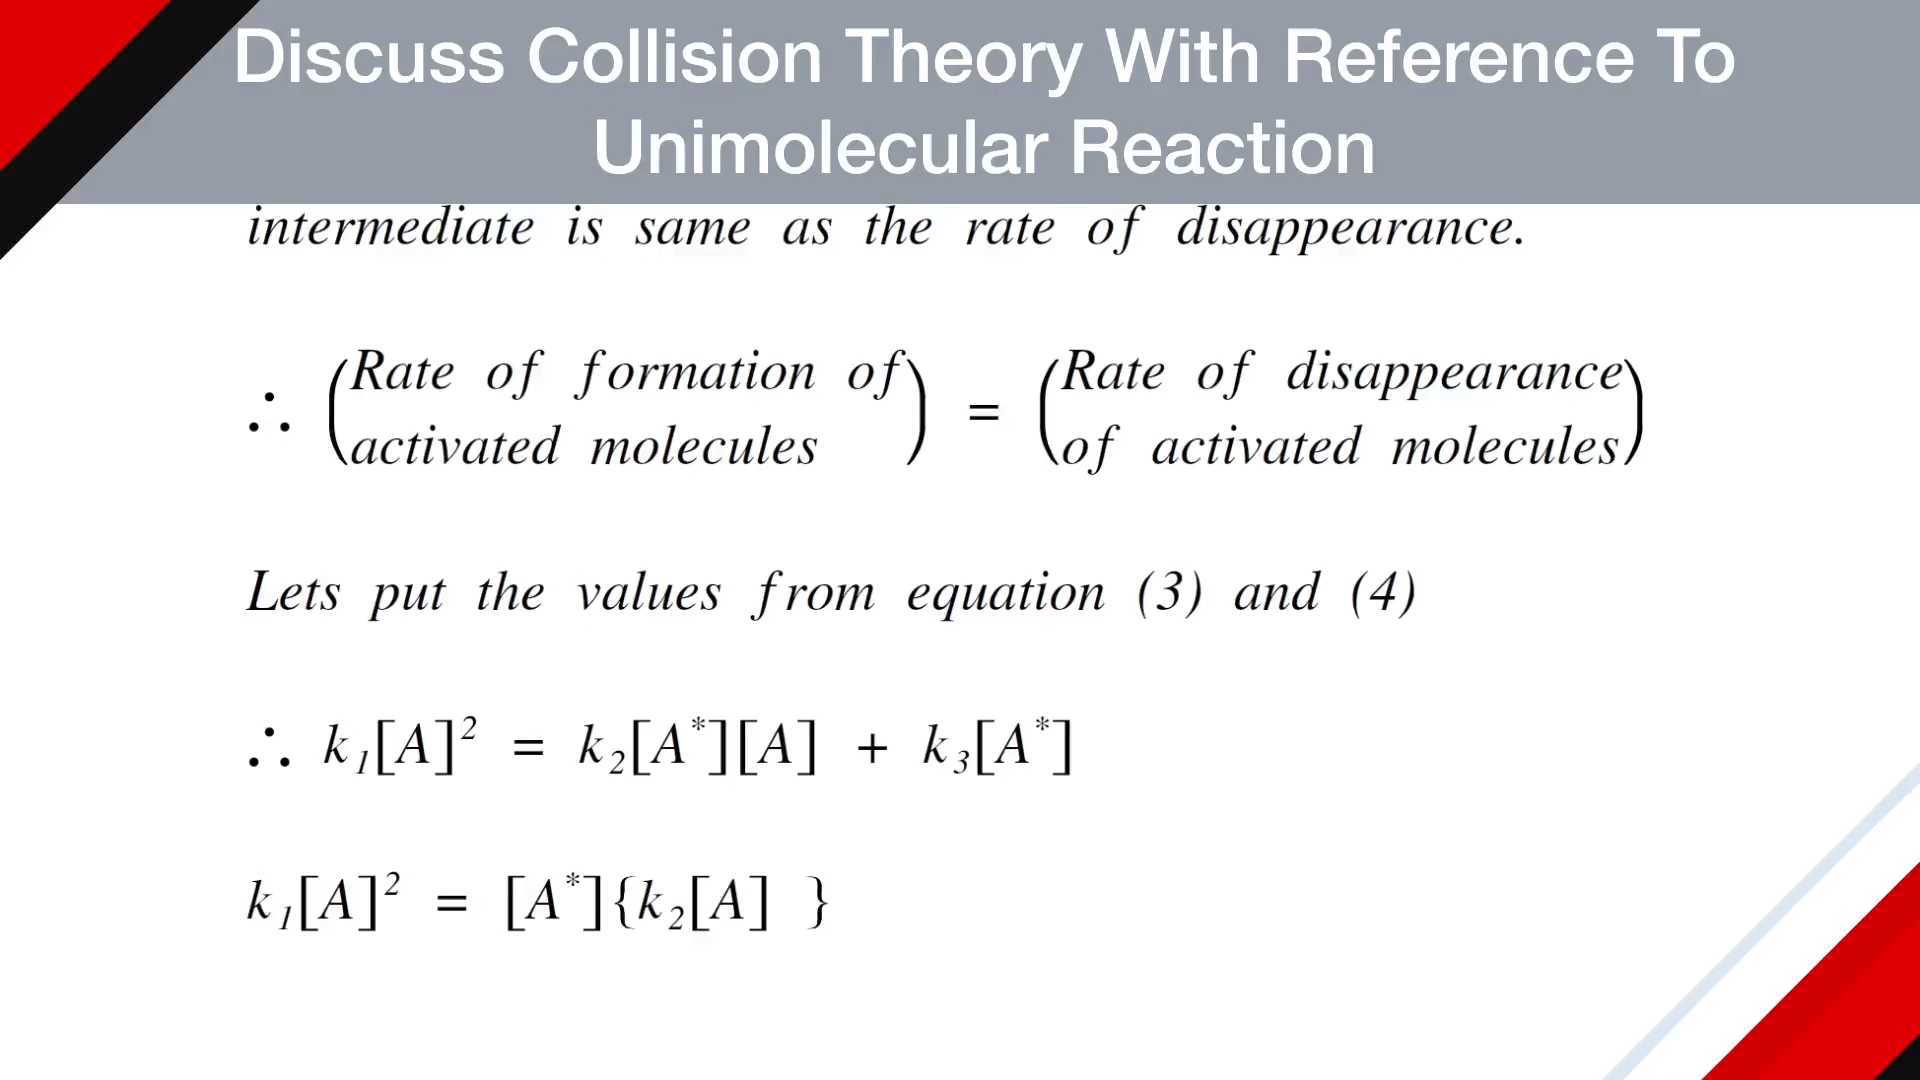 Discuss Collision Theory With Reference To
Unimolecular Reaction
intermediate is same as the rate of disappearance.
∴ (Rate of formation of activated molecules) = (Rate of disappearance of activated molecules)
Lets put the values from equation (3) and (4)
∴ k₁[A]² = k₂[A*][A] + k₃[A*]
k₁[A]² = [A*]{k₂[A] }